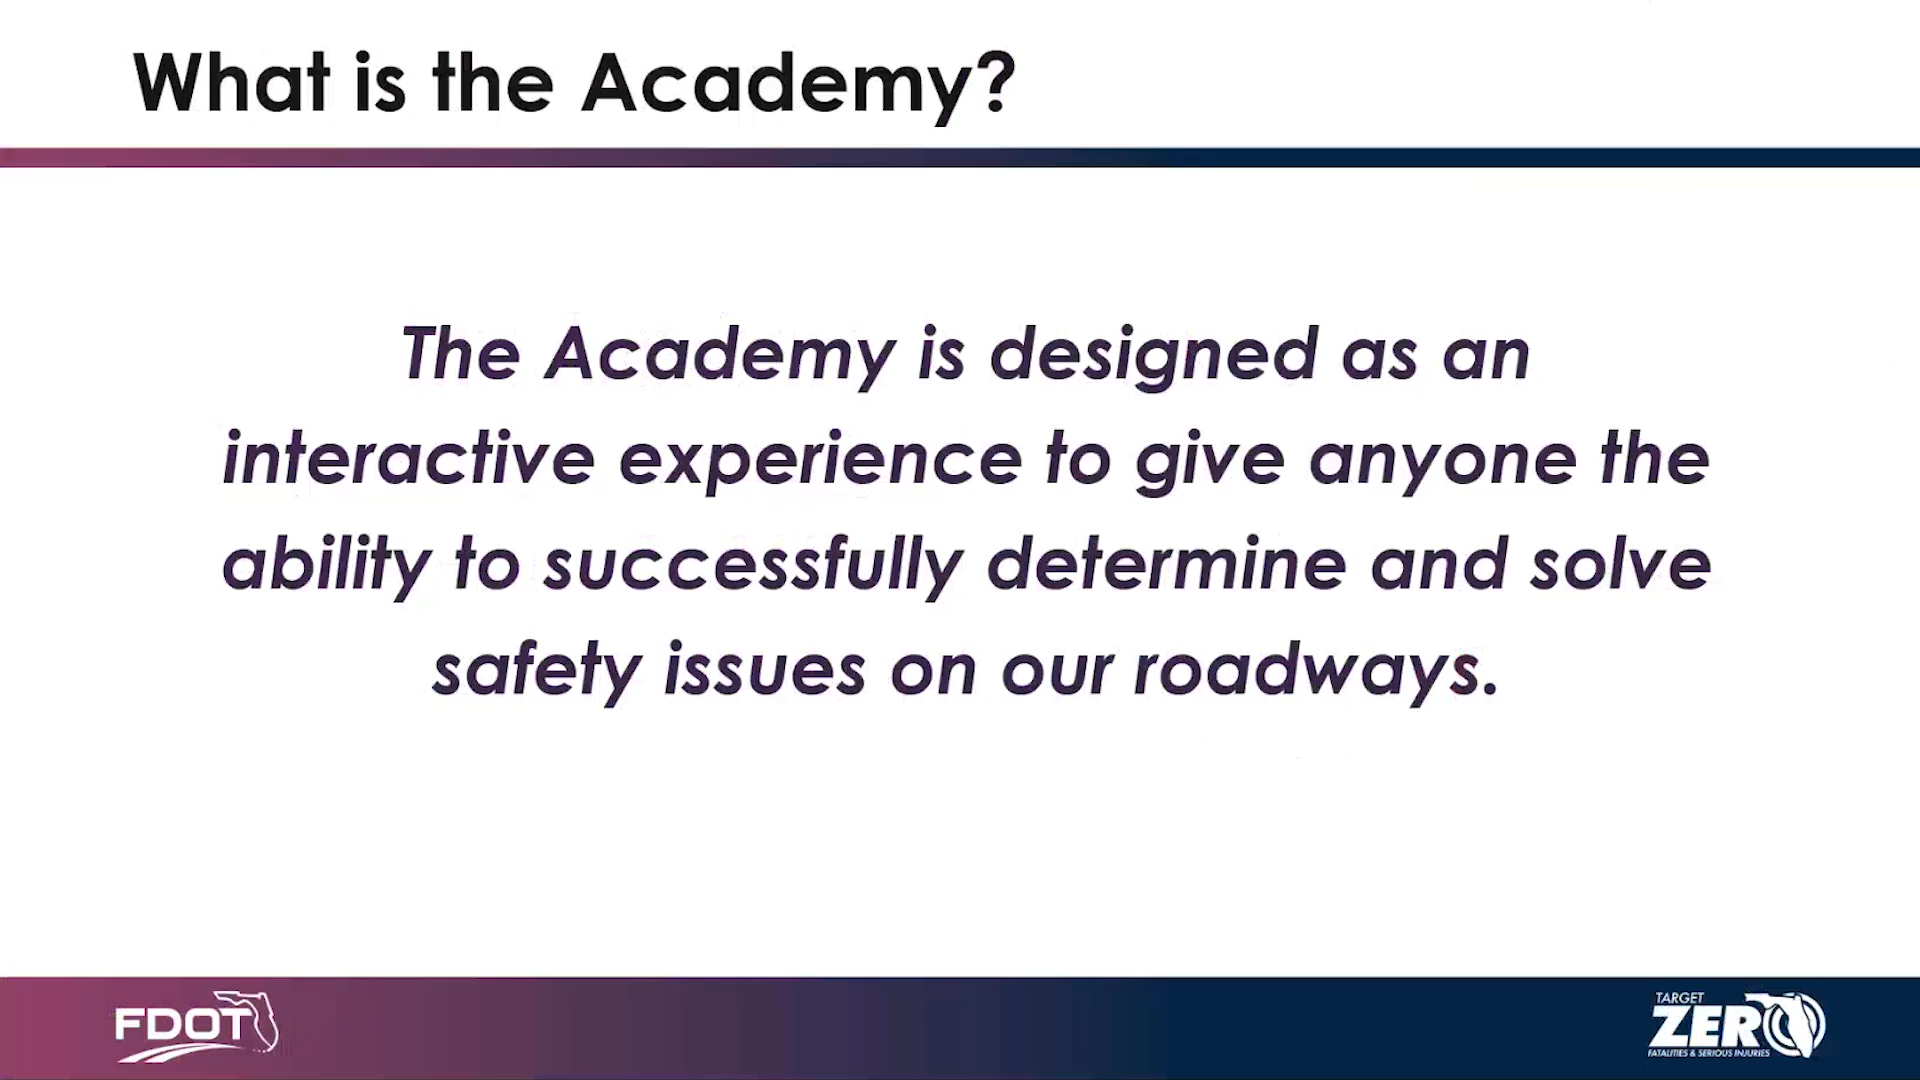 What is the Academy?
The Academy is designed as an
interactive experience to give anyone the
ability to successfully determine and solve
safety issues on our roadways.
FDOT
TARGET
ZERO
FATALITIES & SERIOUS INJURIES